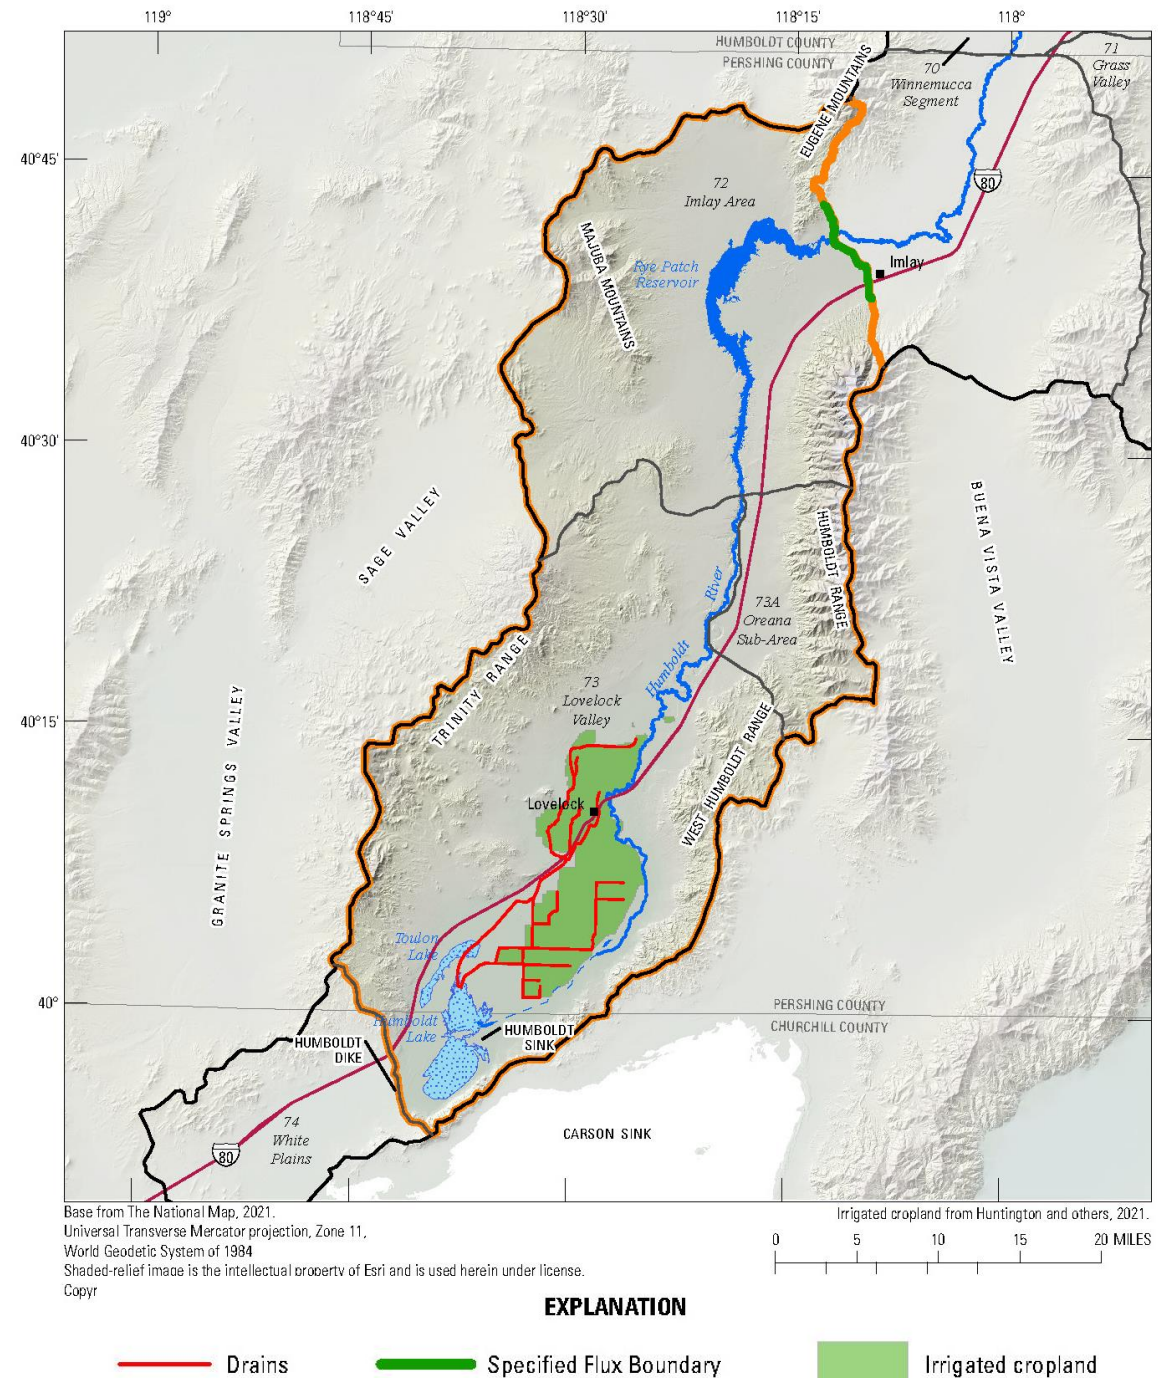 119°
118°45'
118°30'
118°15'
118°
HUMBOLDT COUNTY
PERSHING COUNTY
EUGENE MOUNTAINS
70
Winnemucca
Segment
71
Grass
Valley
40°45'
80
72
Imlay Area
MAJUBA MOUNTAINS
Rye Patch
Reservoir
Imlay
40°30'
SAGE VALLEY
HUMBOLDT RANGE
BUENA VISTA VALLEY
Humboldt
River
73A
Oreana
Sub-Area
TRINITY RANGE
73
Lovelock
Valley
40°15'
GRANITE SPRINGS VALLEY
WEST HUMBOLDT RANGE
Lovelock
Toulon
Lake
40°
PERSHING COUNTY
CHURCHILL COUNTY
Humboldt
Lake
HUMBOLDT
SINK
HUMBOLDT
DIKE
74
White
Plains
80
CARSON SINK
Base from The National Map, 2021.
Universal Transverse Mercator projection, Zone 11,
World Geodetic System of 1984
Shaded-relief image is the intellectual property of Esri and is used herein under license.
Copyr
Irrigated cropland from Huntington and others, 2021.
0 5 10 15 20 MILES
EXPLANATION
Drains
Specified Flux Boundary
Irrigated cropland